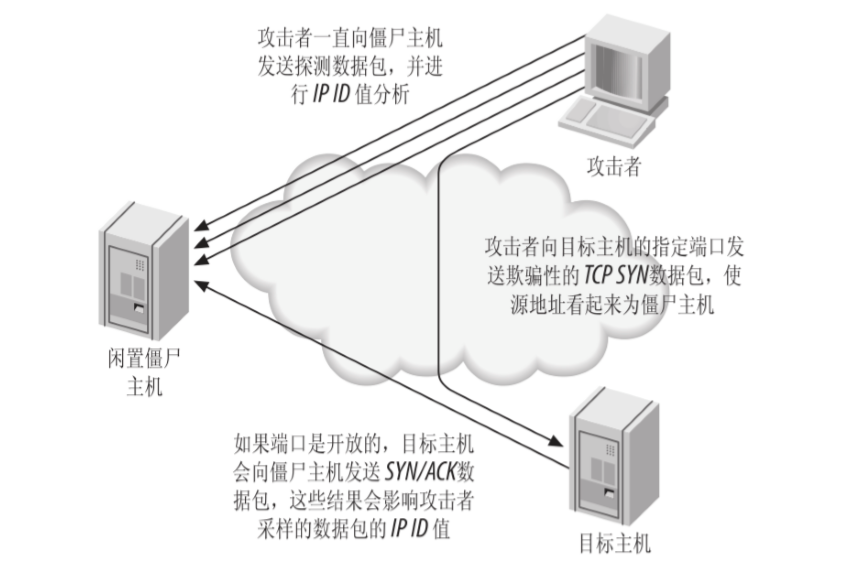 攻击者一直向僵尸主机
发送探测数据包，并进
行 IP ID 值分析
攻击者
攻击者向目标主机的指定端口发
送欺骗性的 TCP SYN数据包，使
源地址看起来为僵尸主机
闲置僵尸
主机
如果端口是开放的，目标主机
会向僵尸主机发送 SYN/ACK数
据包，这些结果会影响攻击者
采样的数据包的 IP ID 值
目标主机